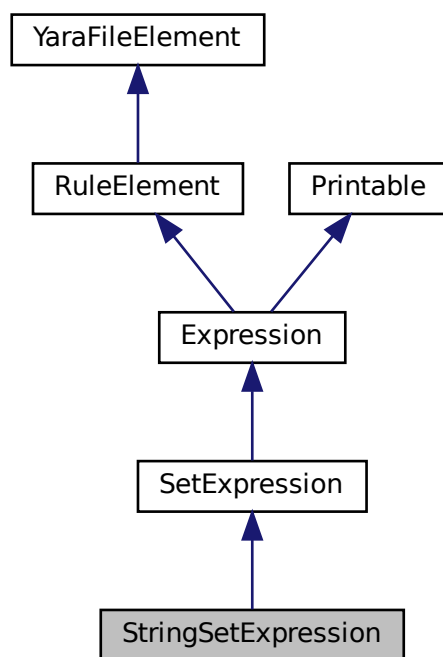 YaraFileElement
RuleElement
Printable
Expression
SetExpression
StringSetExpression